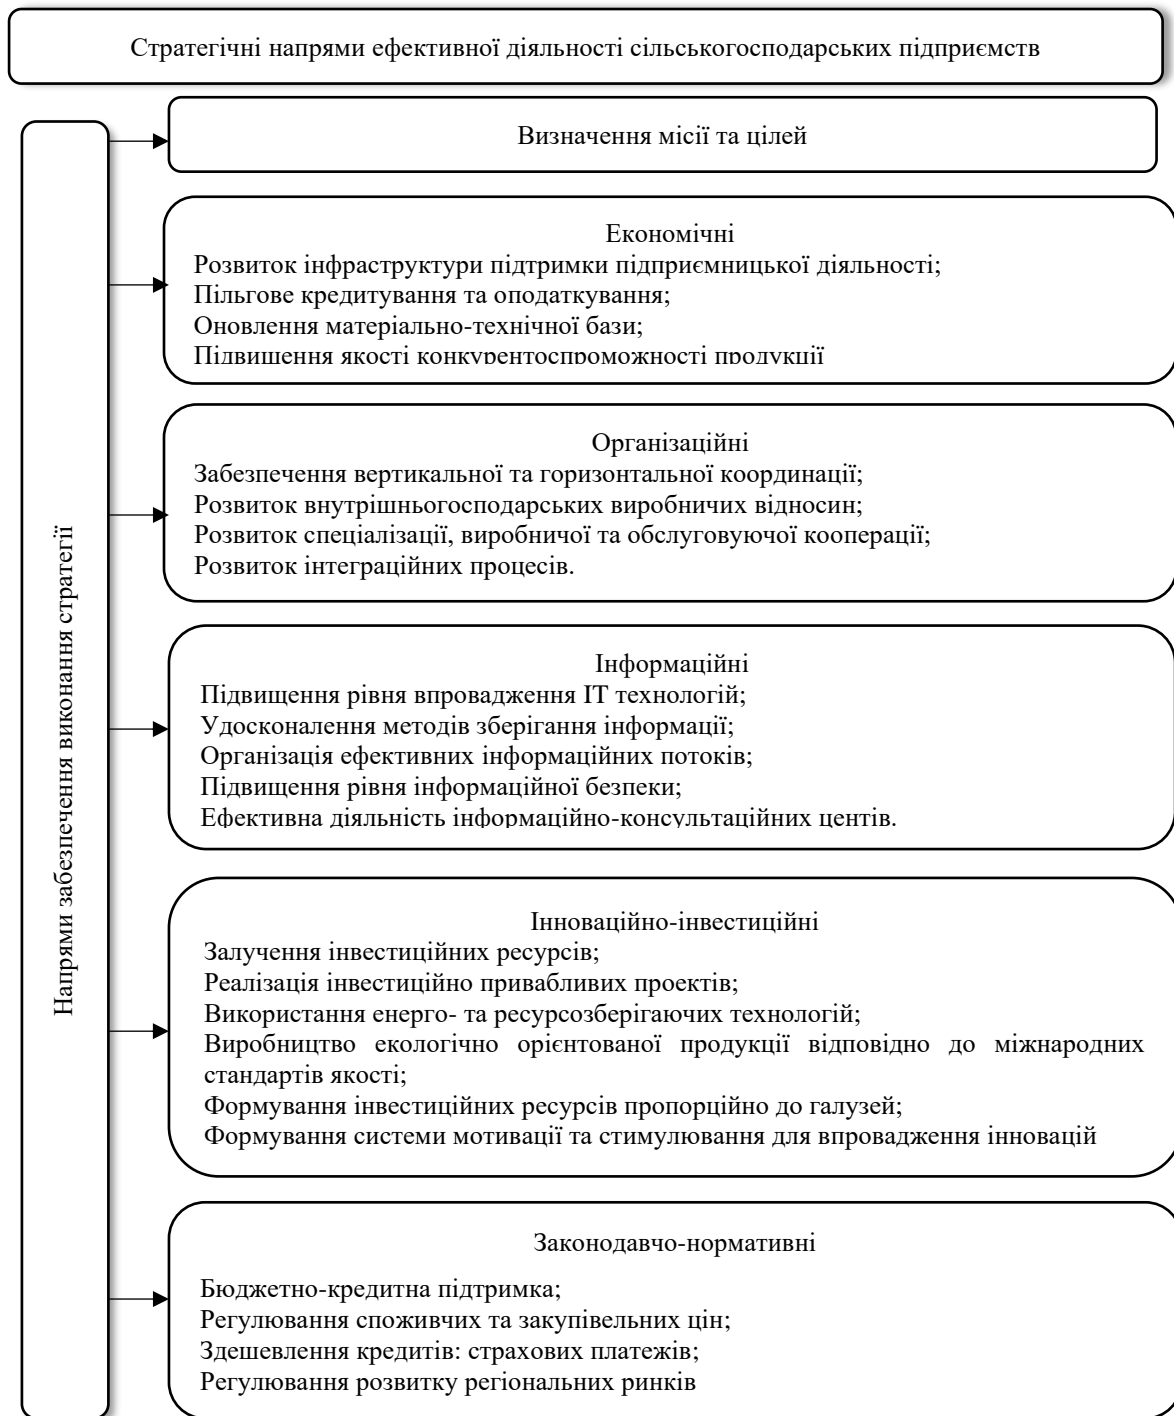 Стратегічні напрями ефективної діяльності сільськогосподарських підприємств
Напрями забезпечення виконання стратегії
Визначення місії та цілей
Економічні
Розвиток інфраструктури підтримки підприємницької діяльності;
Пільгове кредитування та оподаткування;
Оновлення матеріально-технічної бази;
Підвищення якості конкурентоспроможності продукції
Організаційні
Забезпечення вертикальної та горизонтальної координації;
Розвиток внутрішньогосподарських виробничих відносин;
Розвиток спеціалізації, виробничої та обслуговуючої кооперації;
Розвиток інтеграційних процесів.
Інформаційні
Підвищення рівня впровадження ІТ технологій;
Удосконалення методів зберігання інформації;
Організація ефективних інформаційних потоків;
Підвищення рівня інформаційної безпеки;
Ефективна діяльність інформаційно-консультаційних центів.
Інноваційно-інвестиційні
Залучення інвестиційних ресурсів;
Реалізація інвестиційно привабливих проектів;
Використання енерго- та ресурсозберігаючих технологій;
Виробництво екологічно орієнтованої продукції відповідно до міжнародних
стандартів якості;
Формування інвестиційних ресурсів пропорційно до галузей;
Формування системи мотивації та стимулювання для впровадження інновацій
Законодавчо-нормативні
Бюджетно-кредитна підтримка;
Регулювання споживчих та закупівельних цін;
Здешевлення кредитів: страхових платежів;
Регулювання розвитку регіональних ринків